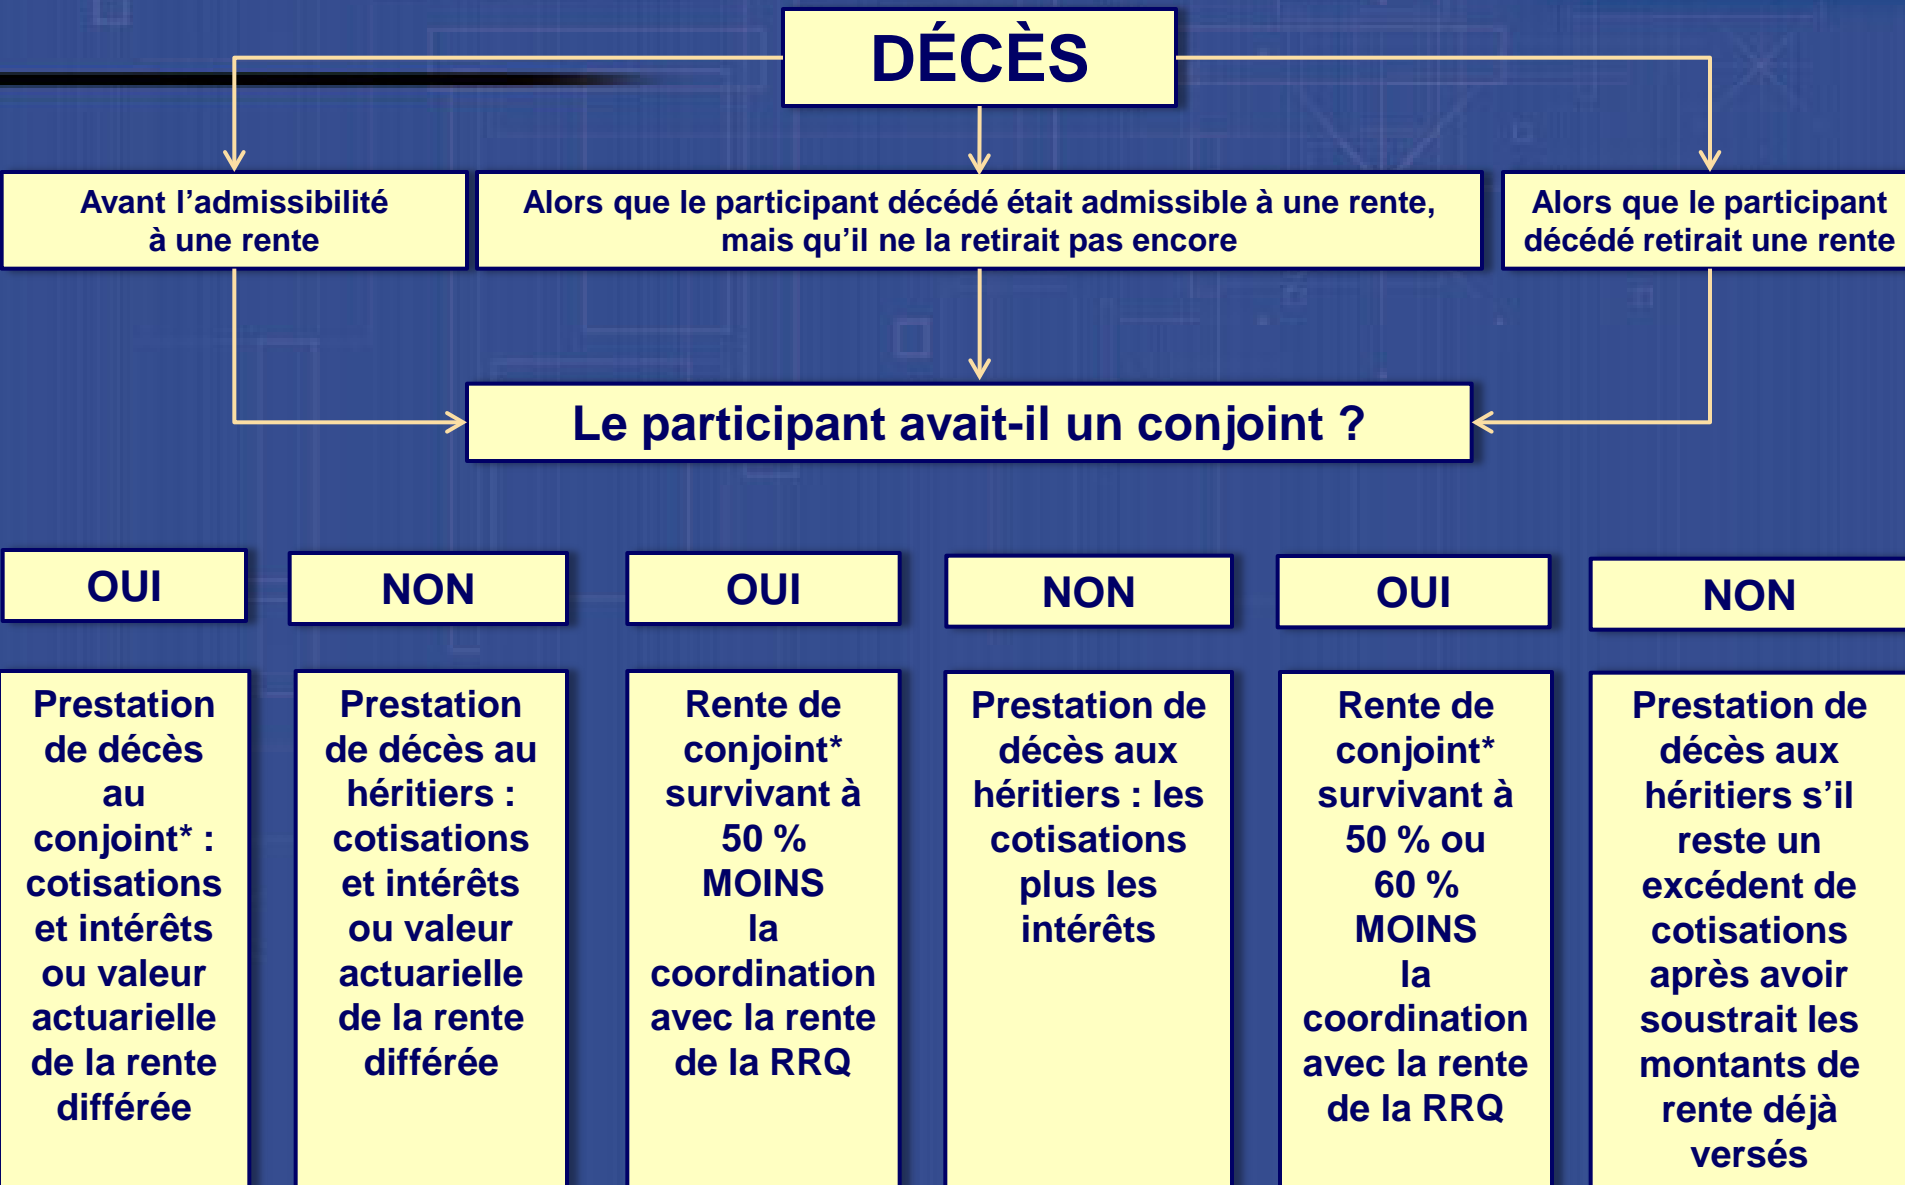 DÉCÈS
Avant l’admissibilité
à une rente
Alors que le participant décédé était admissible à une rente,
mais qu’il ne la retirait pas encore
Alors que le participant
décédé retirait une rente
Le participant avait-il un conjoint ?
OUI
NON
OUI
NON
OUI
NON
Prestation
de décès
au
conjoint* :
cotisations
et intérêts
ou valeur
actuarielle
de la rente
différée
Prestation
de décès au
héritiers :
cotisations
et intérêts
ou valeur
actuarielle
de la rente
différée
Rente de
conjoint*
survivant à
50 %
MOINS
la
coordination
avec la rente
de la RRQ
Prestation de
décès aux
héritiers : les
cotisations
plus les
intérêts
Rente de
conjoint*
survivant à
50 % ou
60 %
MOINS
la
coordination
avec la rente
de la RRQ
Prestation de
décès aux
héritiers s’il
reste un
excédent de
cotisations
après avoir
soustrait les
montants de
rente déjà
versés